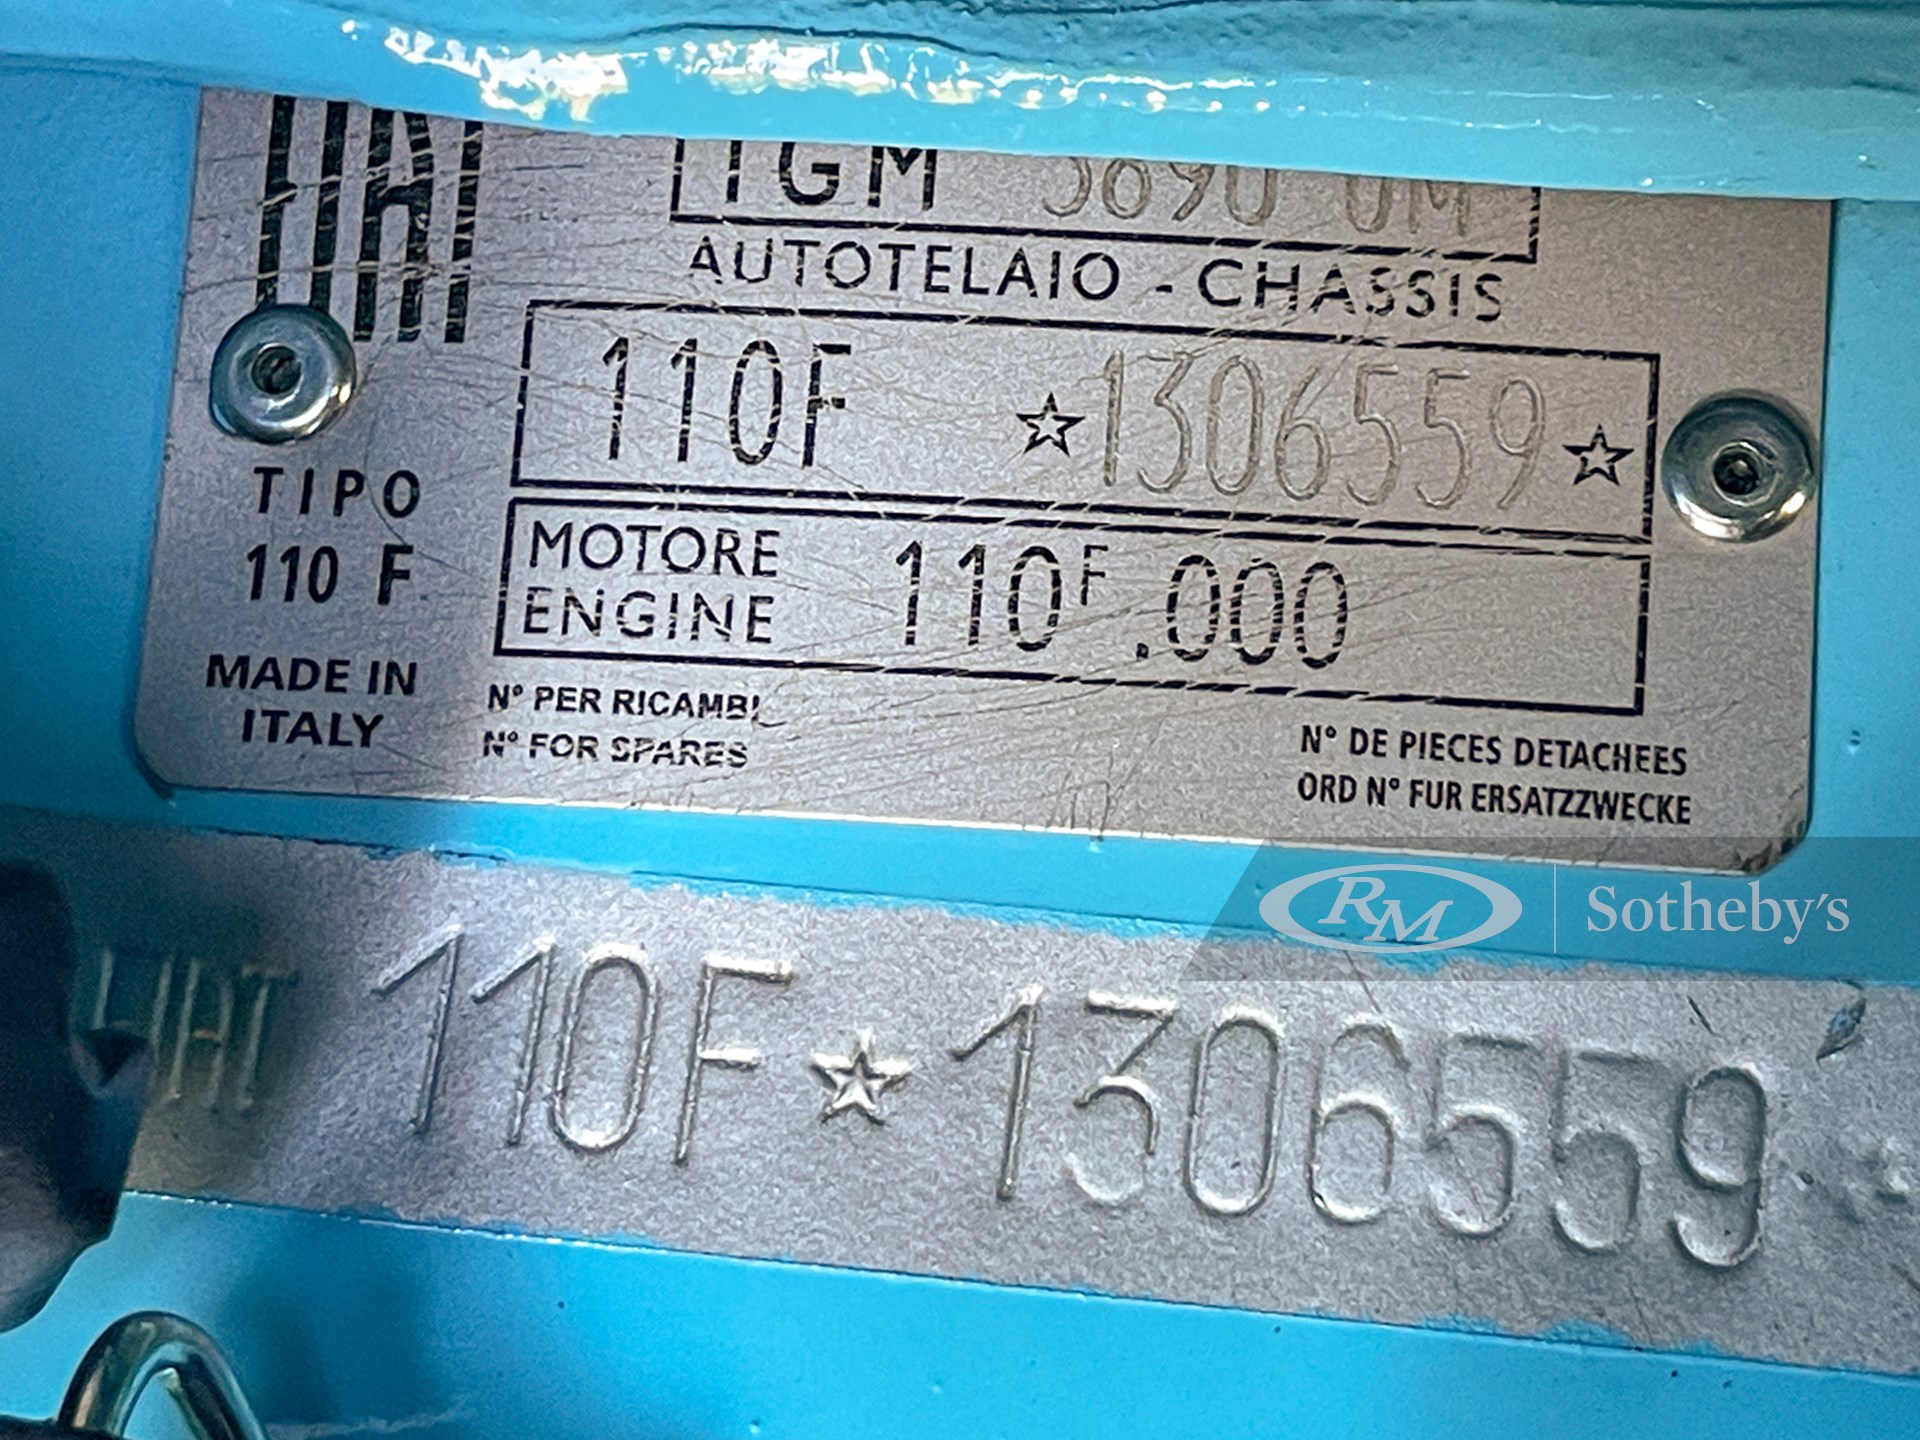 FIAT
IGM 5690 OM
AUTOTELAIO - CHASSIS
110F ☆1306559☆
TIPO
110 F
MOTORE
ENGINE
110F.000
MADE IN
ITALY
N° PER RICAMBI
N° FOR SPARES
N° DE PIECES DETACHEES
ORD N° FUR ERSATZZWECKE
RM Sotheby's
FIAT 110F☆1306559